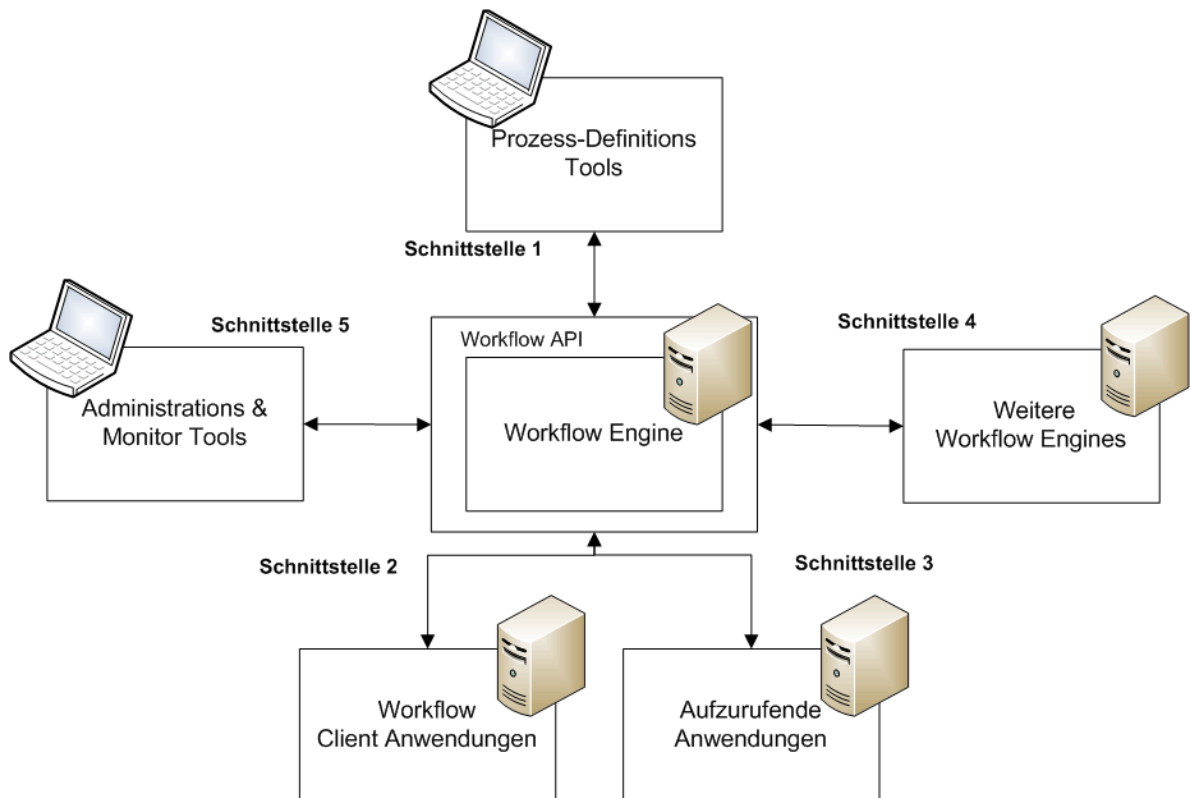 Prozess-Definitions
Tools
Schnittstelle 1
Schnittstelle 5
Workflow API
Schnittstelle 4
Administrations &
Monitor Tools
Workflow Engine
Weitere
Workflow Engines
Schnittstelle 2
Schnittstelle 3
Workflow
Client Anwendungen
Aufzurufende
Anwendungen